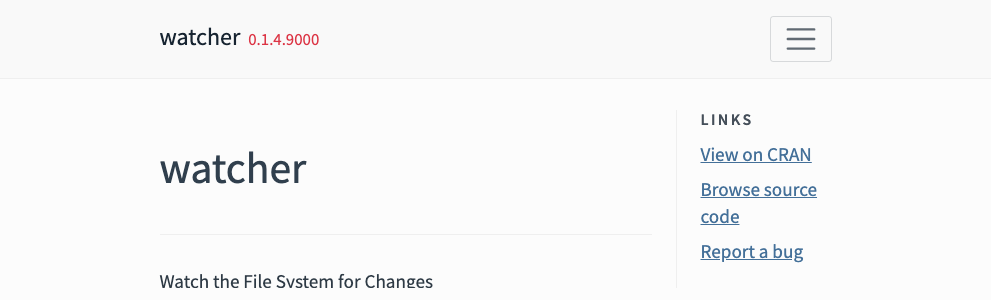 watcher 0.1.4.9000
watcher
Watch the File System for Changes
LINKS
View on CRAN
Browse source
code
Report a bug